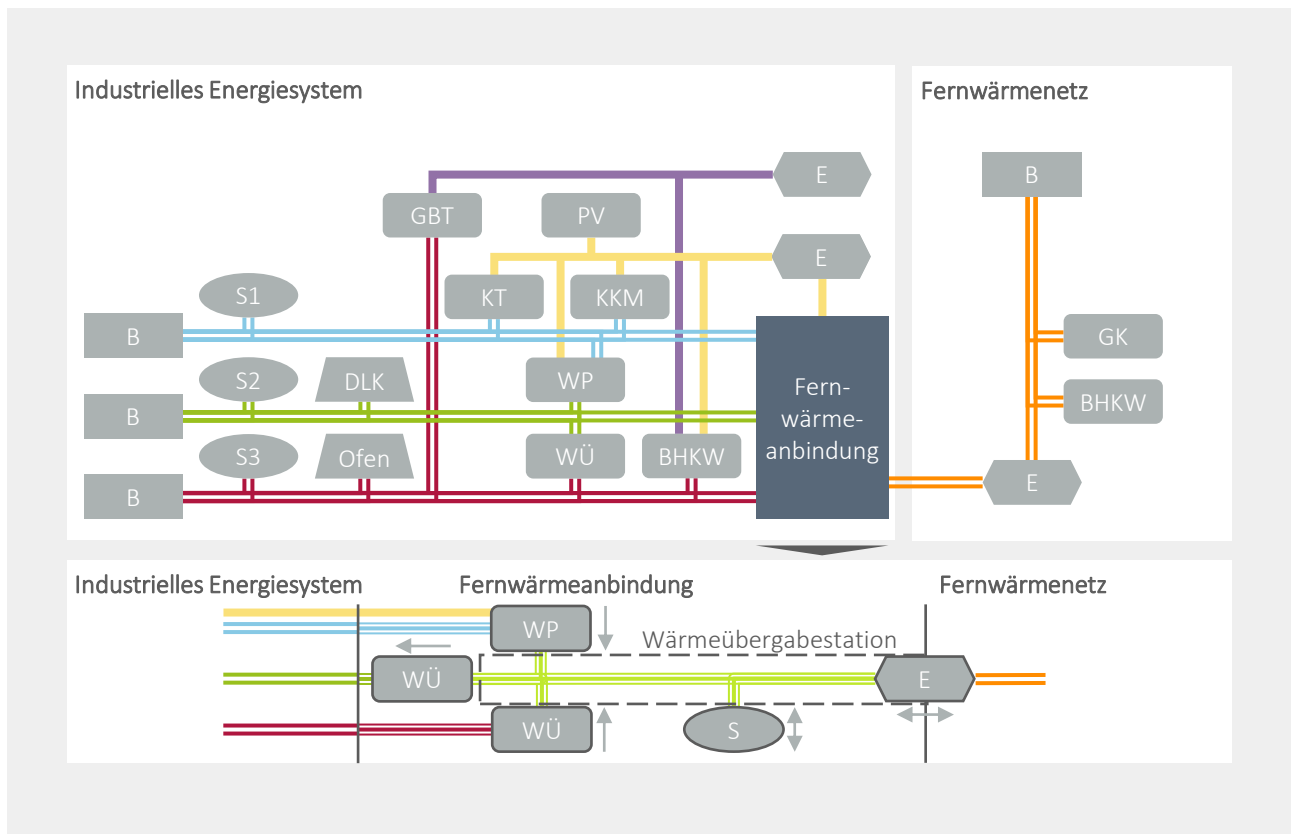 Industrielles Energiesystem
Fernwärmenetz
E
B
GBT
PV
E
S1
KT
KKM
B
GK
S2
DLK
WP
Fern-
wärme-
anbindung
B
BHKW
S3
Ofen
WÜ
BHKW
B
E
Industrielles Energiesystem
Fernwärmeanbindung
Fernwärmenetz
WP
Wärmeübergabestation
WÜ
E
WÜ
S